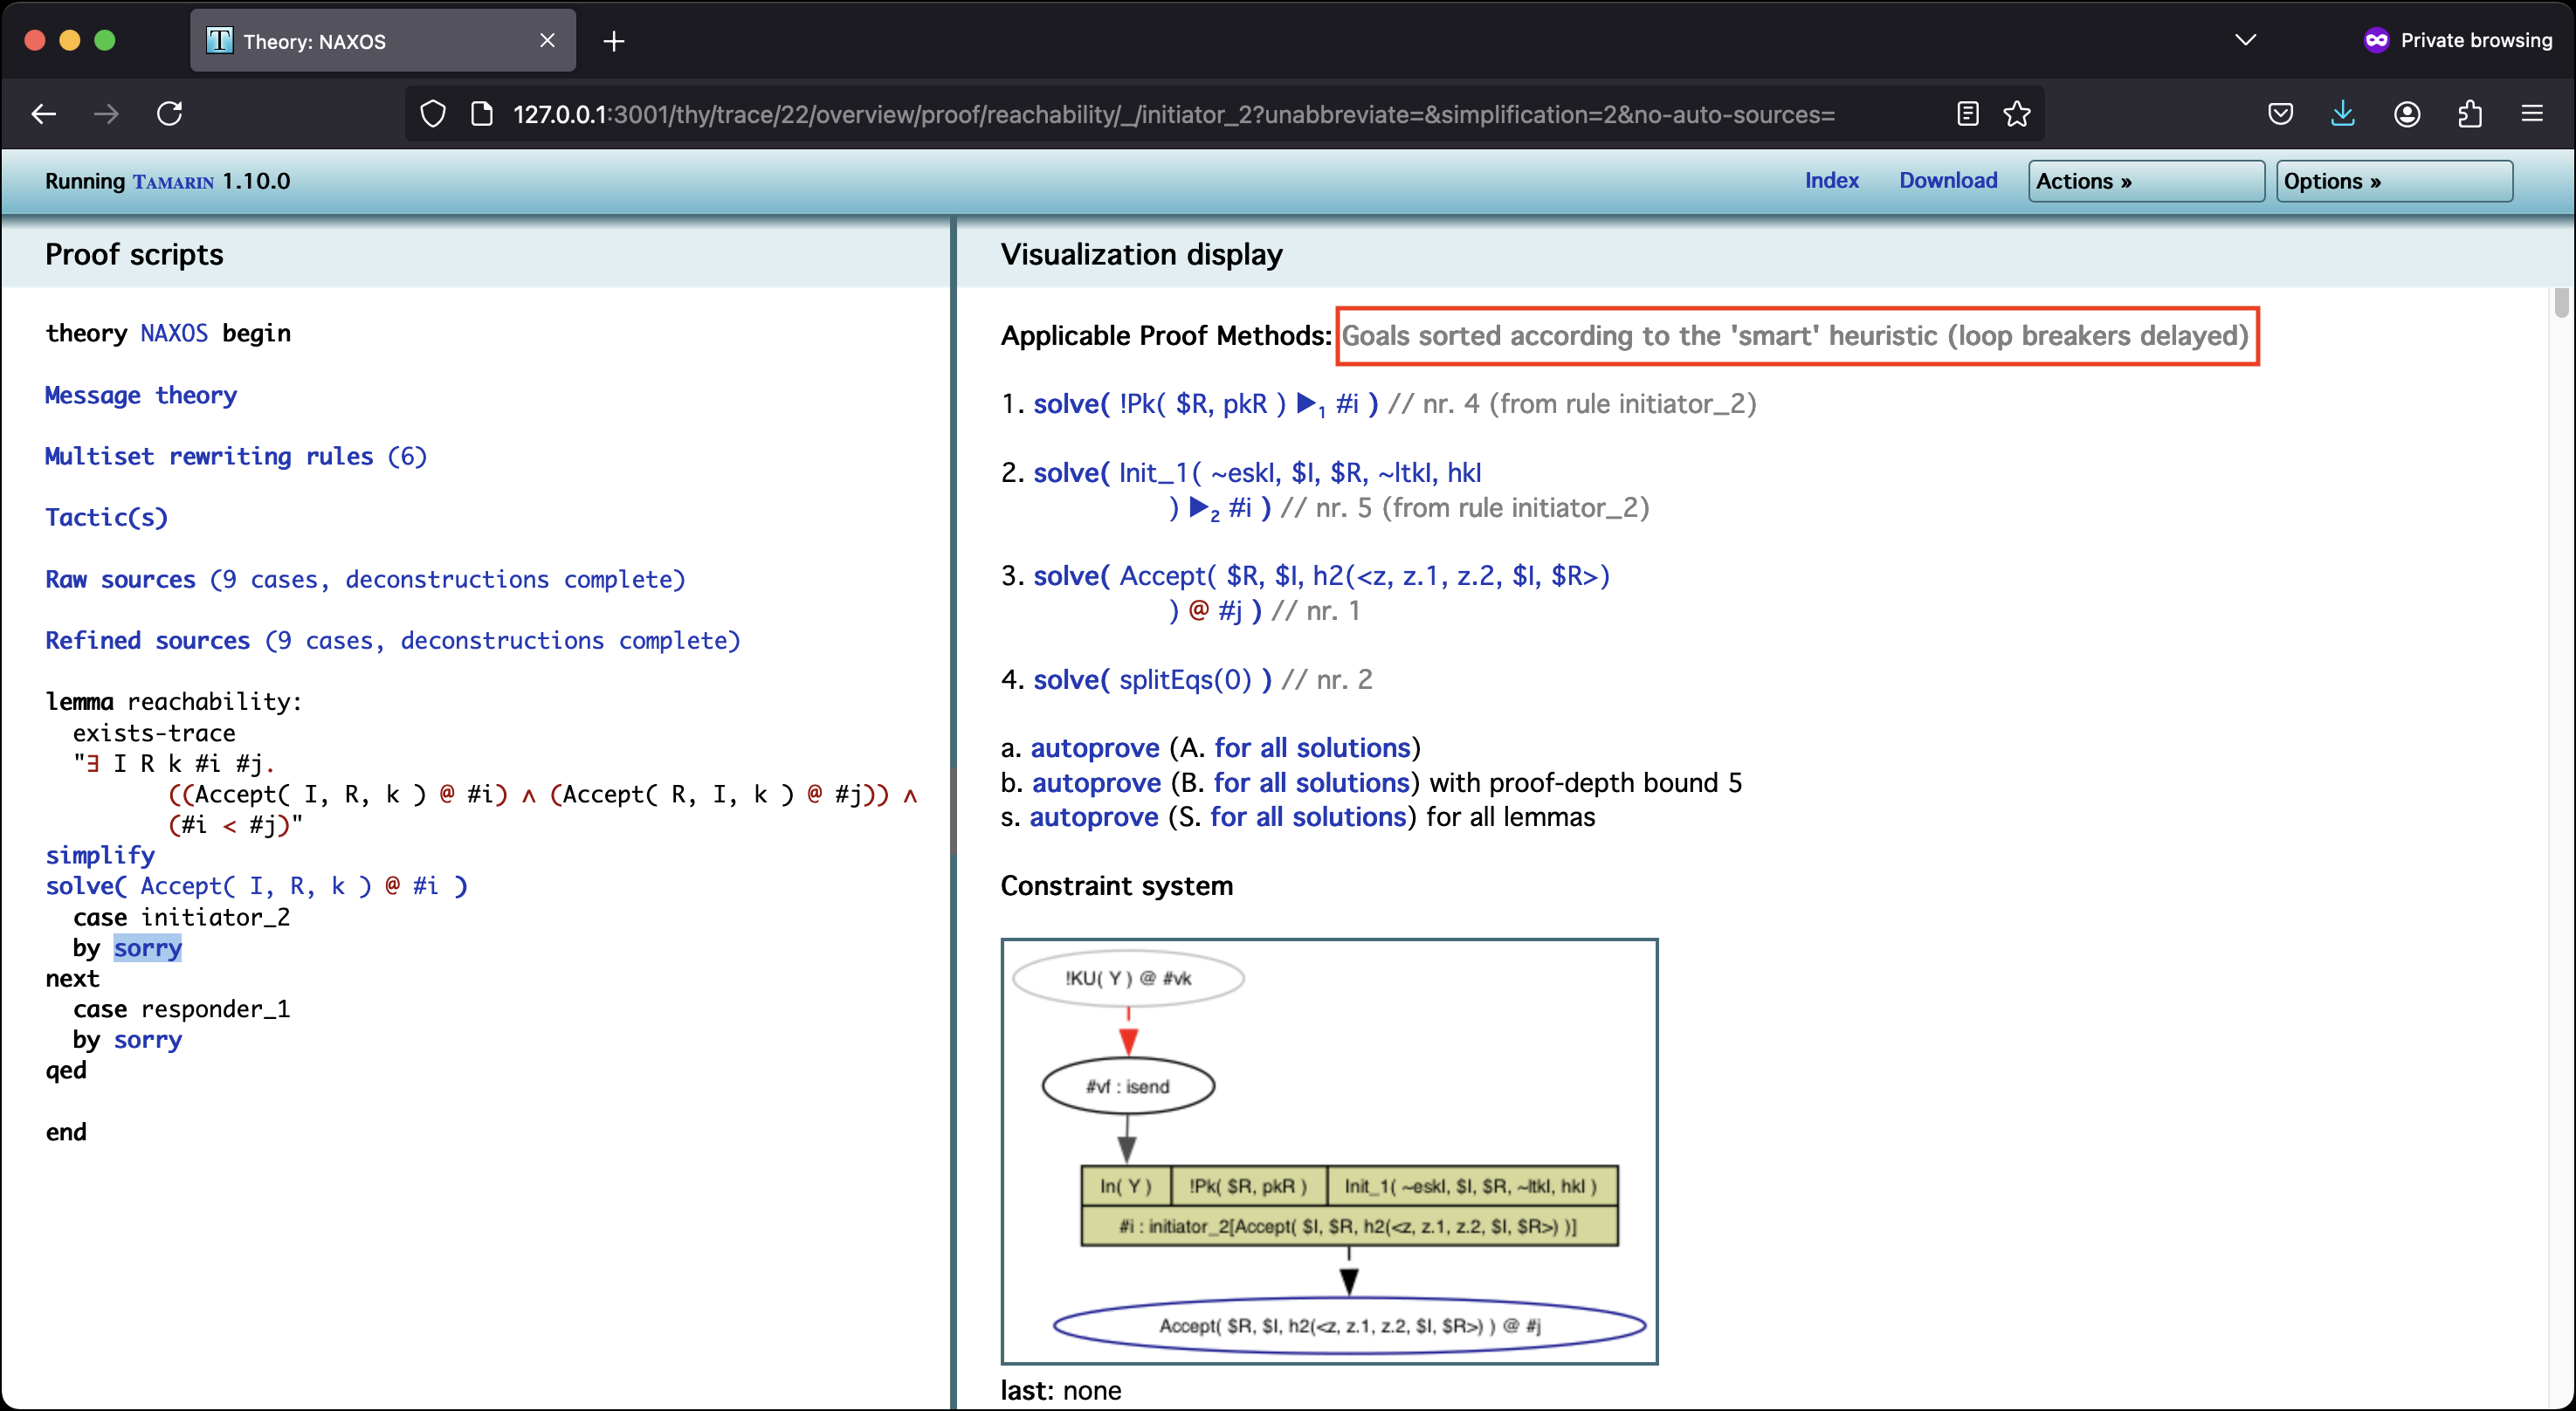 Theory: NAXOS
Private browsing
127.0.0.1:3001/thy/trace/22/overview/proof/reachability/_/initiator_2?unabbreviate=&simplification=2&no-auto-sources=
Running TAMARIN 1.10.0
Index Download Actions » Options »
Proof scripts
theory NAXOS begin
Message theory
Multiset rewriting rules (6)
Tactic(s)
Raw sources (9 cases, deconstructions complete)
Refined sources (9 cases, deconstructions complete)
lemma reachability:
exists-trace
"∃ I R k #i #j.
((Accept( I, R, k ) @ #i) ∧ (Accept( R, I, k ) @ #j)) ∧
(#i < #j)"
simplify
solve( Accept( I, R, k ) @ #i )
case initiator_2
by sorry
next
case responder_1
by sorry
qed
end
Visualization display
Applicable Proof Methods: Goals sorted according to the 'smart' heuristic (loop breakers delayed)
1. solve( !Pk( $R, pkR ) ▶1 #i ) // nr. 4 (from rule initiator_2)
2. solve( Init_1( ~eskI, $I, $R, ~ltkI, hkI
) ▶2 #i ) // nr. 5 (from rule initiator_2)
3. solve( Accept( $R, $I, h2(<z, z.1, z.2, $I, $R>)
) @ #j ) // nr. 1
4. solve( splitEqs(0) ) // nr. 2
a. autoprove (A. for all solutions)
b. autoprove (B. for all solutions) with proof-depth bound 5
s. autoprove (S. for all solutions) for all lemmas
Constraint system
!KU( Y ) @ #vk
#vf : isend
In( Y ) !Pk( $R, pkR ) Init_1( ~eskI, $I, $R, ~ltkI, hkI )
#i : initiator_2[Accept( $I, $R, h2(<z, z.1, z.2, $I, $R>) )]
Accept( $R, $I, h2(<z, z.1, z.2, $I, $R>) ) @ #j
last: none